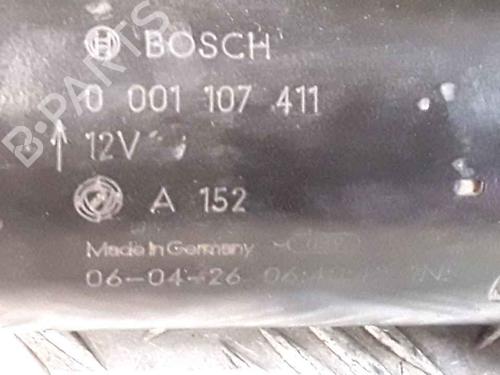 BOSCH
0 001 107 411
12V
A 152
Made in Germany
06-04-26
B-PARTS